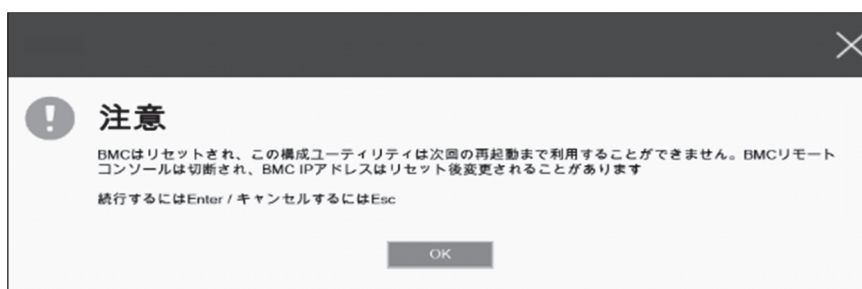 注意
BMCはリセットされ、この構成ユーティリティは次回の再起動まで利用することができません。BMCリモート
コンソールは切断され、BMC IPアドレスはリセット後変更されることがあります
続行するにはEnter / キャンセルするにはEsc
OK